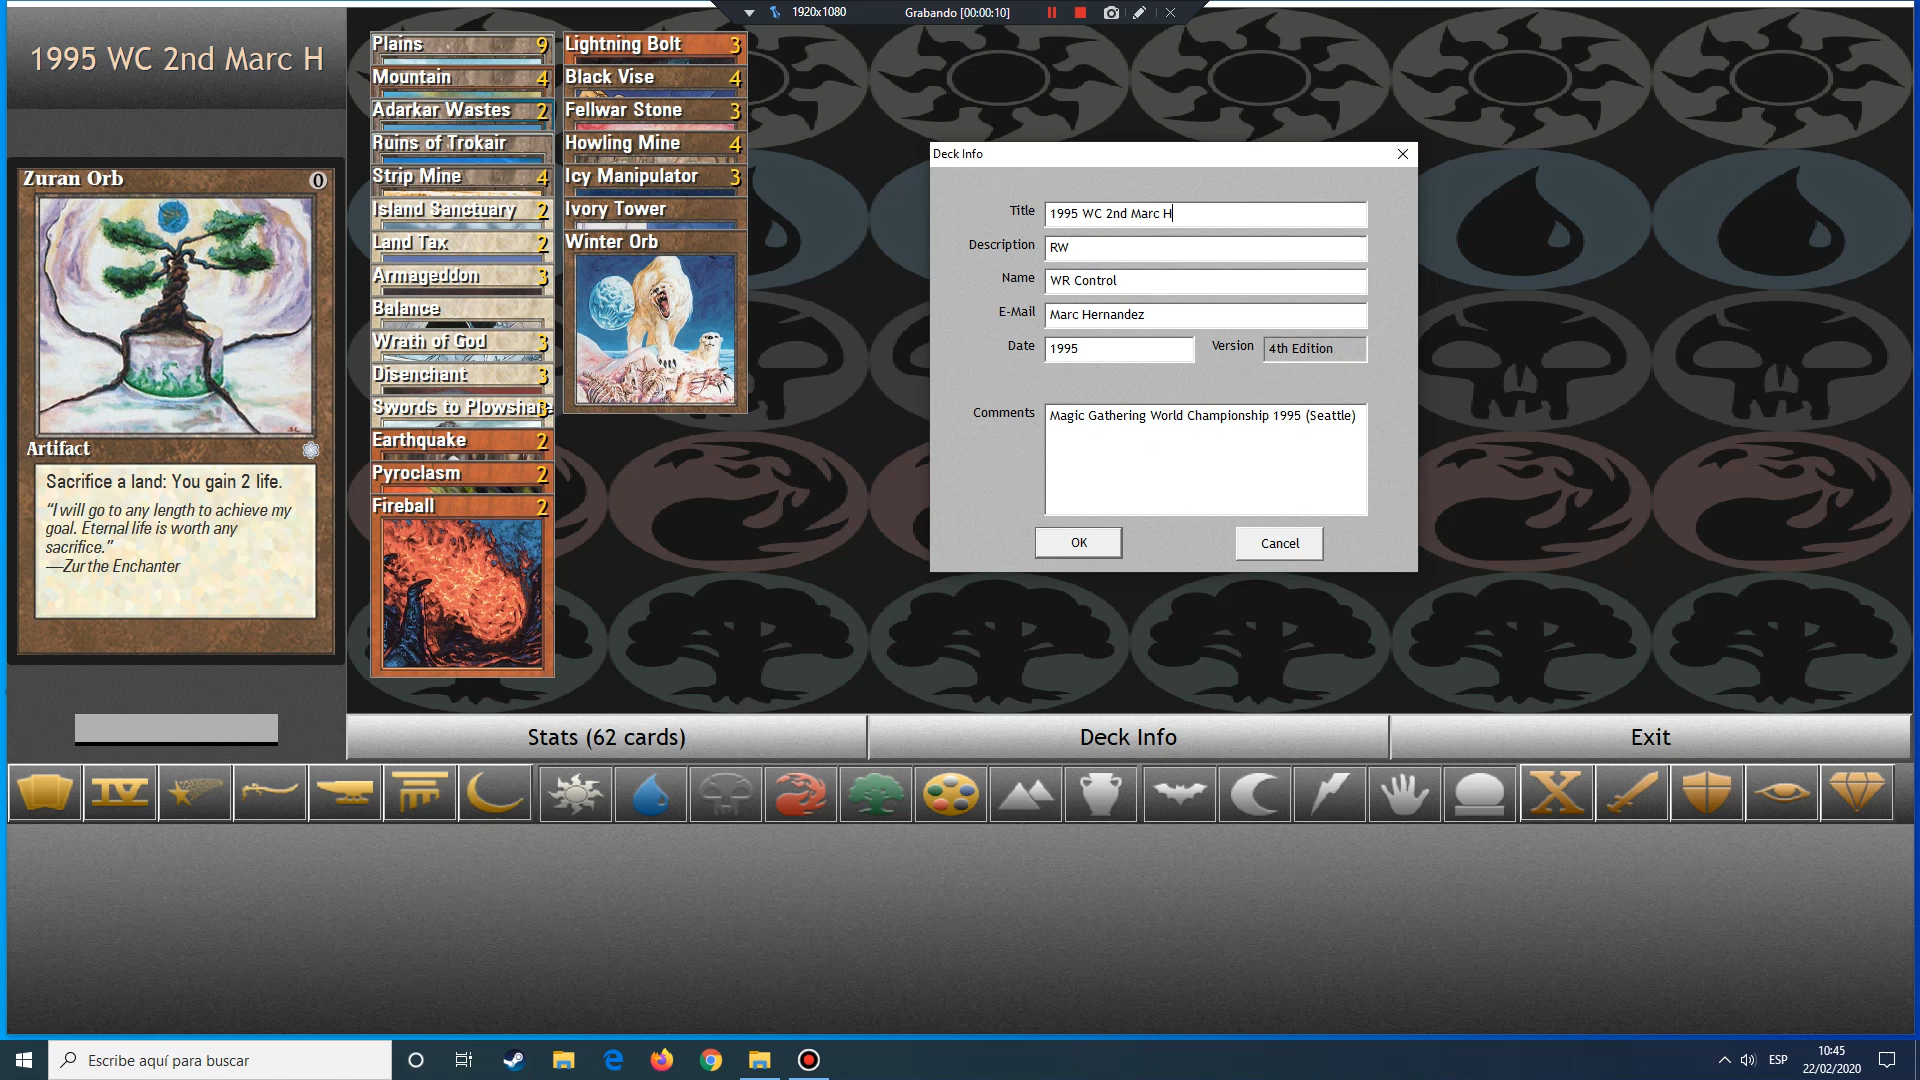 1920x1080
Grabando [00:00:10]
1995 WC 2nd Marc H
Zuran Orb 0
Artifact
Sacrifice a land: You gain 2 life.
"I will go to any length to achieve my
goal. Eternal life is worth any
sacrifice."
—Zur the Enchanter
Plains 9
Mountain 4
Adarkar Wastes 2
Ruins of Trokair
Strip Mine 4
Island Sanctuary 2
Land Tax 2
Armageddon 3
Balance
Wrath of God 3
Disenchant 3
Swords to Plowshare
Earthquake 2
Pyroclasm 2
Fireball 2
Lightning Bolt 3
Black Vise 4
Fellwar Stone 3
Howling Mine 4
Icy Manipulator 3
Ivory Tower
Winter Orb
Deck Info
Title 1995 WC 2nd Marc H
Description RW
Name WR Control
E-Mail Marc Hernandez
Date 1995 Version 4th Edition
Comments Magic Gathering World Championship 1995 (Seattle)
OK Cancel
Stats (62 cards) Deck Info Exit
IV
X
Escribe aquí para buscar
ESP
10:45
22/02/2020